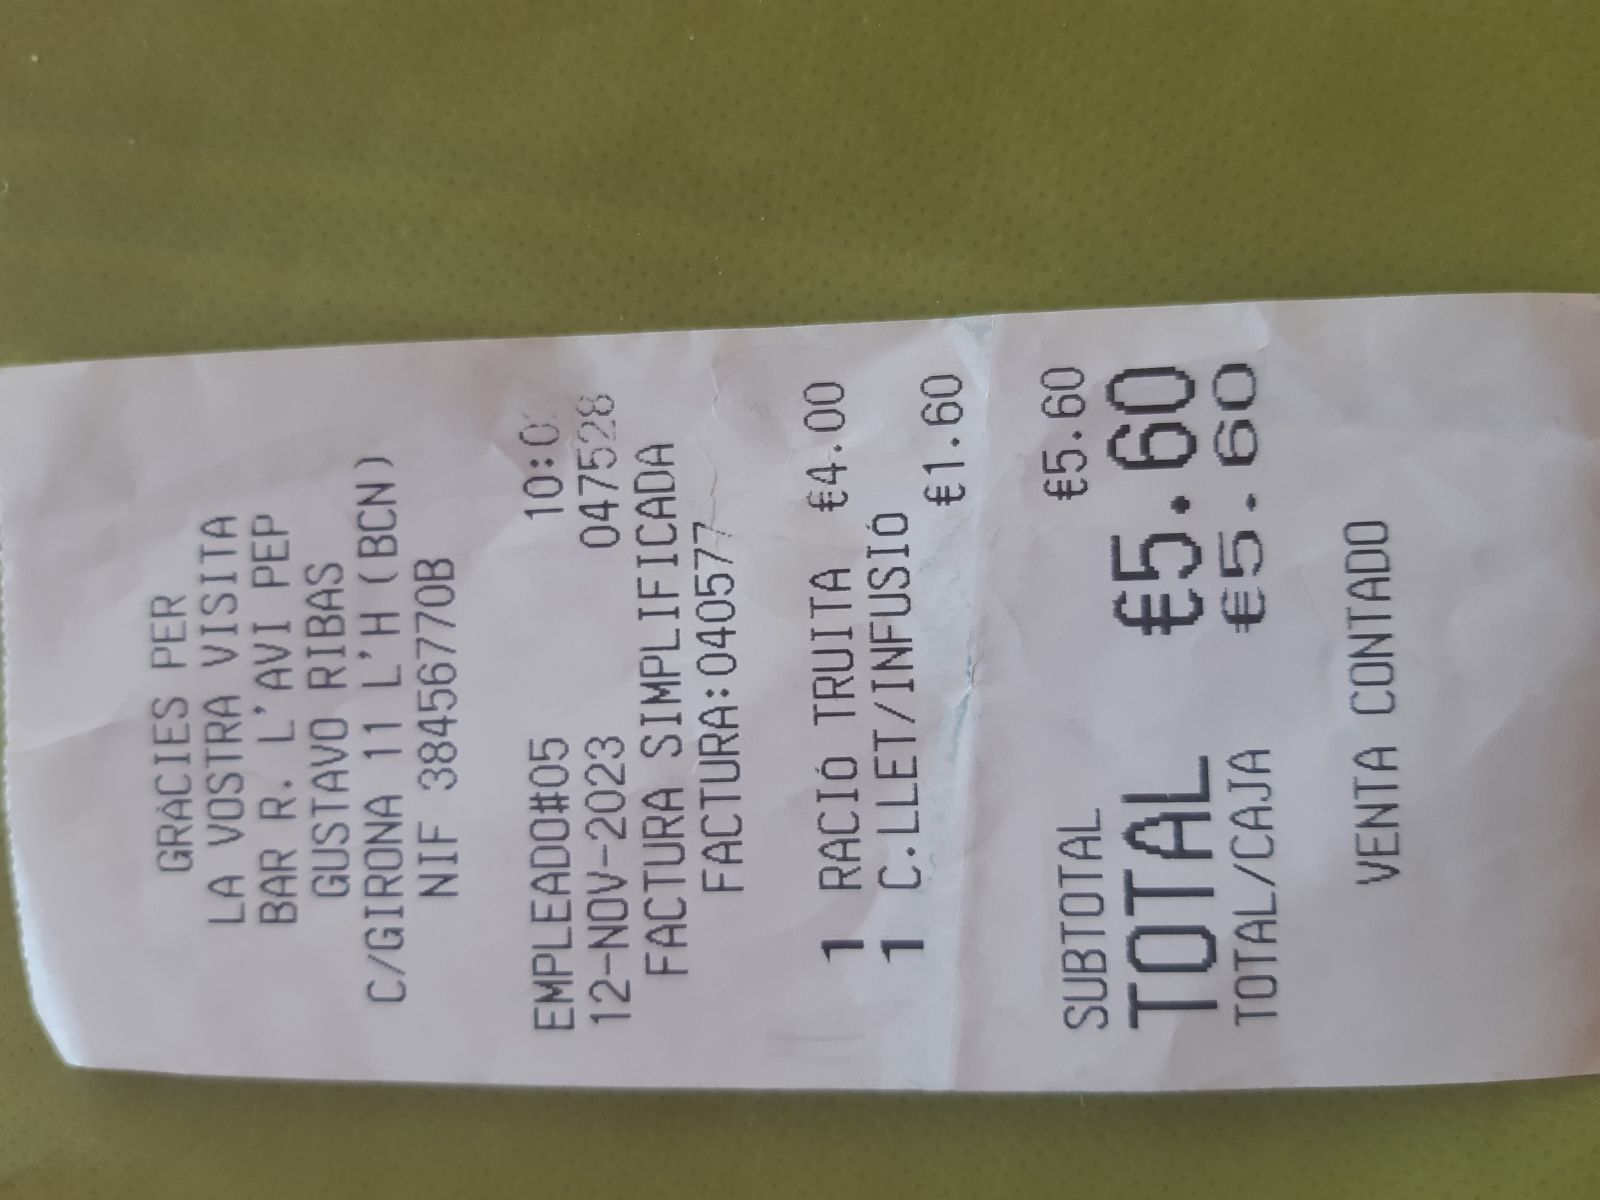 GRÀCIES PER
LA VOSTRA VISITA
BAR R. L'AVI PEP
GUSTAVO RIBAS
C/GIRONA 11 L'H (BCN)
NIF 38456770B
EMPLEADO#05
12-NOV-2023 047528
FACTURA SIMPLIFICADA
FACTURA:040577
1 RACIÓ TRUITA €4.00
1 C.LLET/INFUSIÓ
€1.60
SUBTOTAL €5.60
TOTAL €5.60
TOTAL/CAJA €5.60
VENTA CONTADO